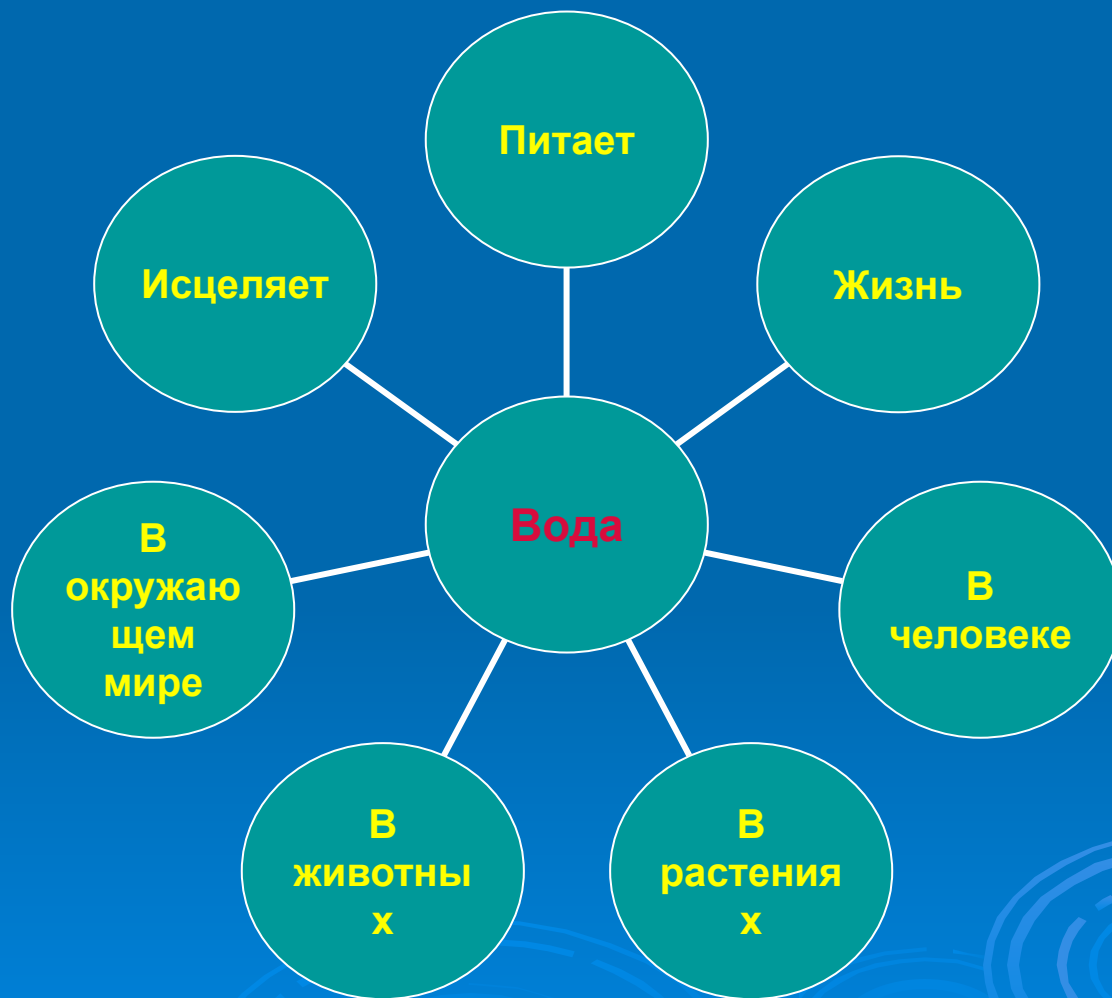 Питает
Исцеляет
Жизнь
Вода
В
окружаю
щем
мире
В
человеке
В
животны
х
В
растения
х